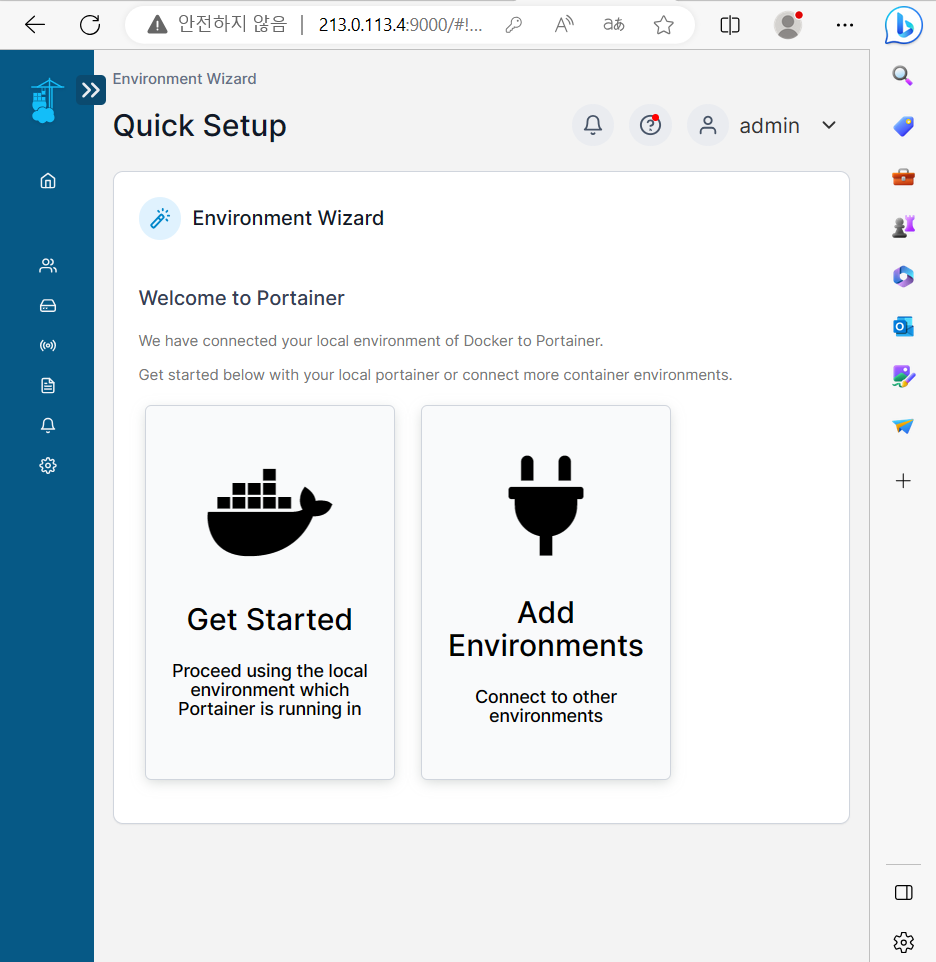 안전하지 않음 | 213.0.113.4:9000/#!...
Environment Wizard
Quick Setup
admin
Environment Wizard
Welcome to Portainer
We have connected your local environment of Docker to Portainer.
Get started below with your local portainer or connect more container environments.
Get Started
Proceed using the local
environment which
Portainer is running in
Add
Environments
Connect to other
environments